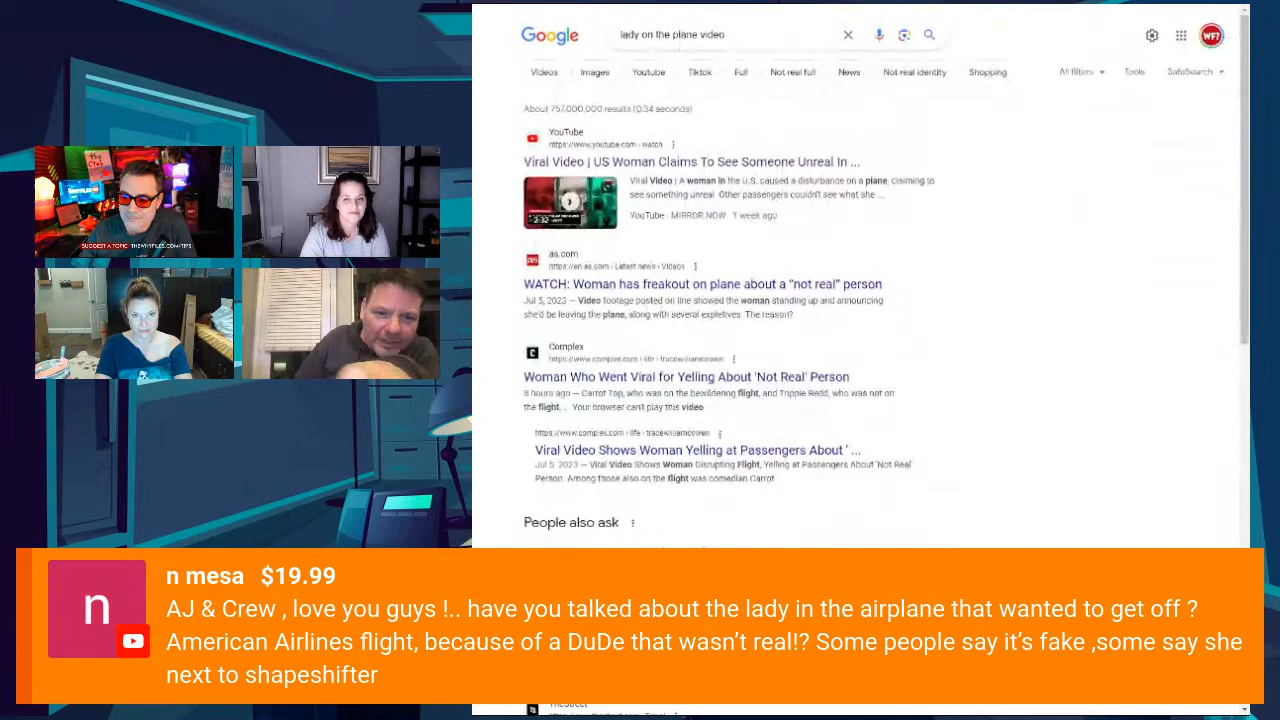 Google
lady on the plane video
WF?
Videos Images Youtube Tiktok Full Not real full News Not real identity Shopping All filters Tools SafeSearch
About 757,000,000 results (0.34 seconds)
YouTube
https://www.youtube.com › watch
Viral Video | US Woman Claims To See Someone Unreal In ...
Viral Video | A woman in the U.S. caused a disturbance on a plane, claiming to
see something unreal. Other passengers couldn't see what she ...
2:52
YouTube · MIRROR NOW · 1 week ago
as
as.com
https://en.as.com › Latest news › Videos
WATCH: Woman has freakout on plane about a “not real” person
Jul 5, 2023 — Video footage posted on line showed the woman standing up and announcing
she'd be leaving the plane, along with several expletives. The reason?
C
Complex
https://www.complex.com › life › tracewilliamcowen
Woman Who Went Viral for Yelling About 'Not Real' Person
8 hours ago — Carrot Top, who was on the bewildering flight, and Trippie Redd, who was not on
the flight, ... Your browser can't play this video
https://www.complex.com › life › tracewilliamcowen
Viral Video Shows Woman Yelling at Passengers About ' ...
Jul 5, 2023 — Viral Video Shows Woman Disrupting Flight, Yelling at Passengers About 'Not Real'
Person. Among those also on the flight was comedian Carrot
People also ask
SUGGEST A TOPIC THEWHYFILES.COM/TIPS
n
n mesa $19.99
AJ & Crew , love you guys !.. have you talked about the lady in the airplane that wanted to get off ?
American Airlines flight, because of a DuDe that wasn’t real!? Some people say it’s fake ,some say she
next to shapeshifter
TheStreet